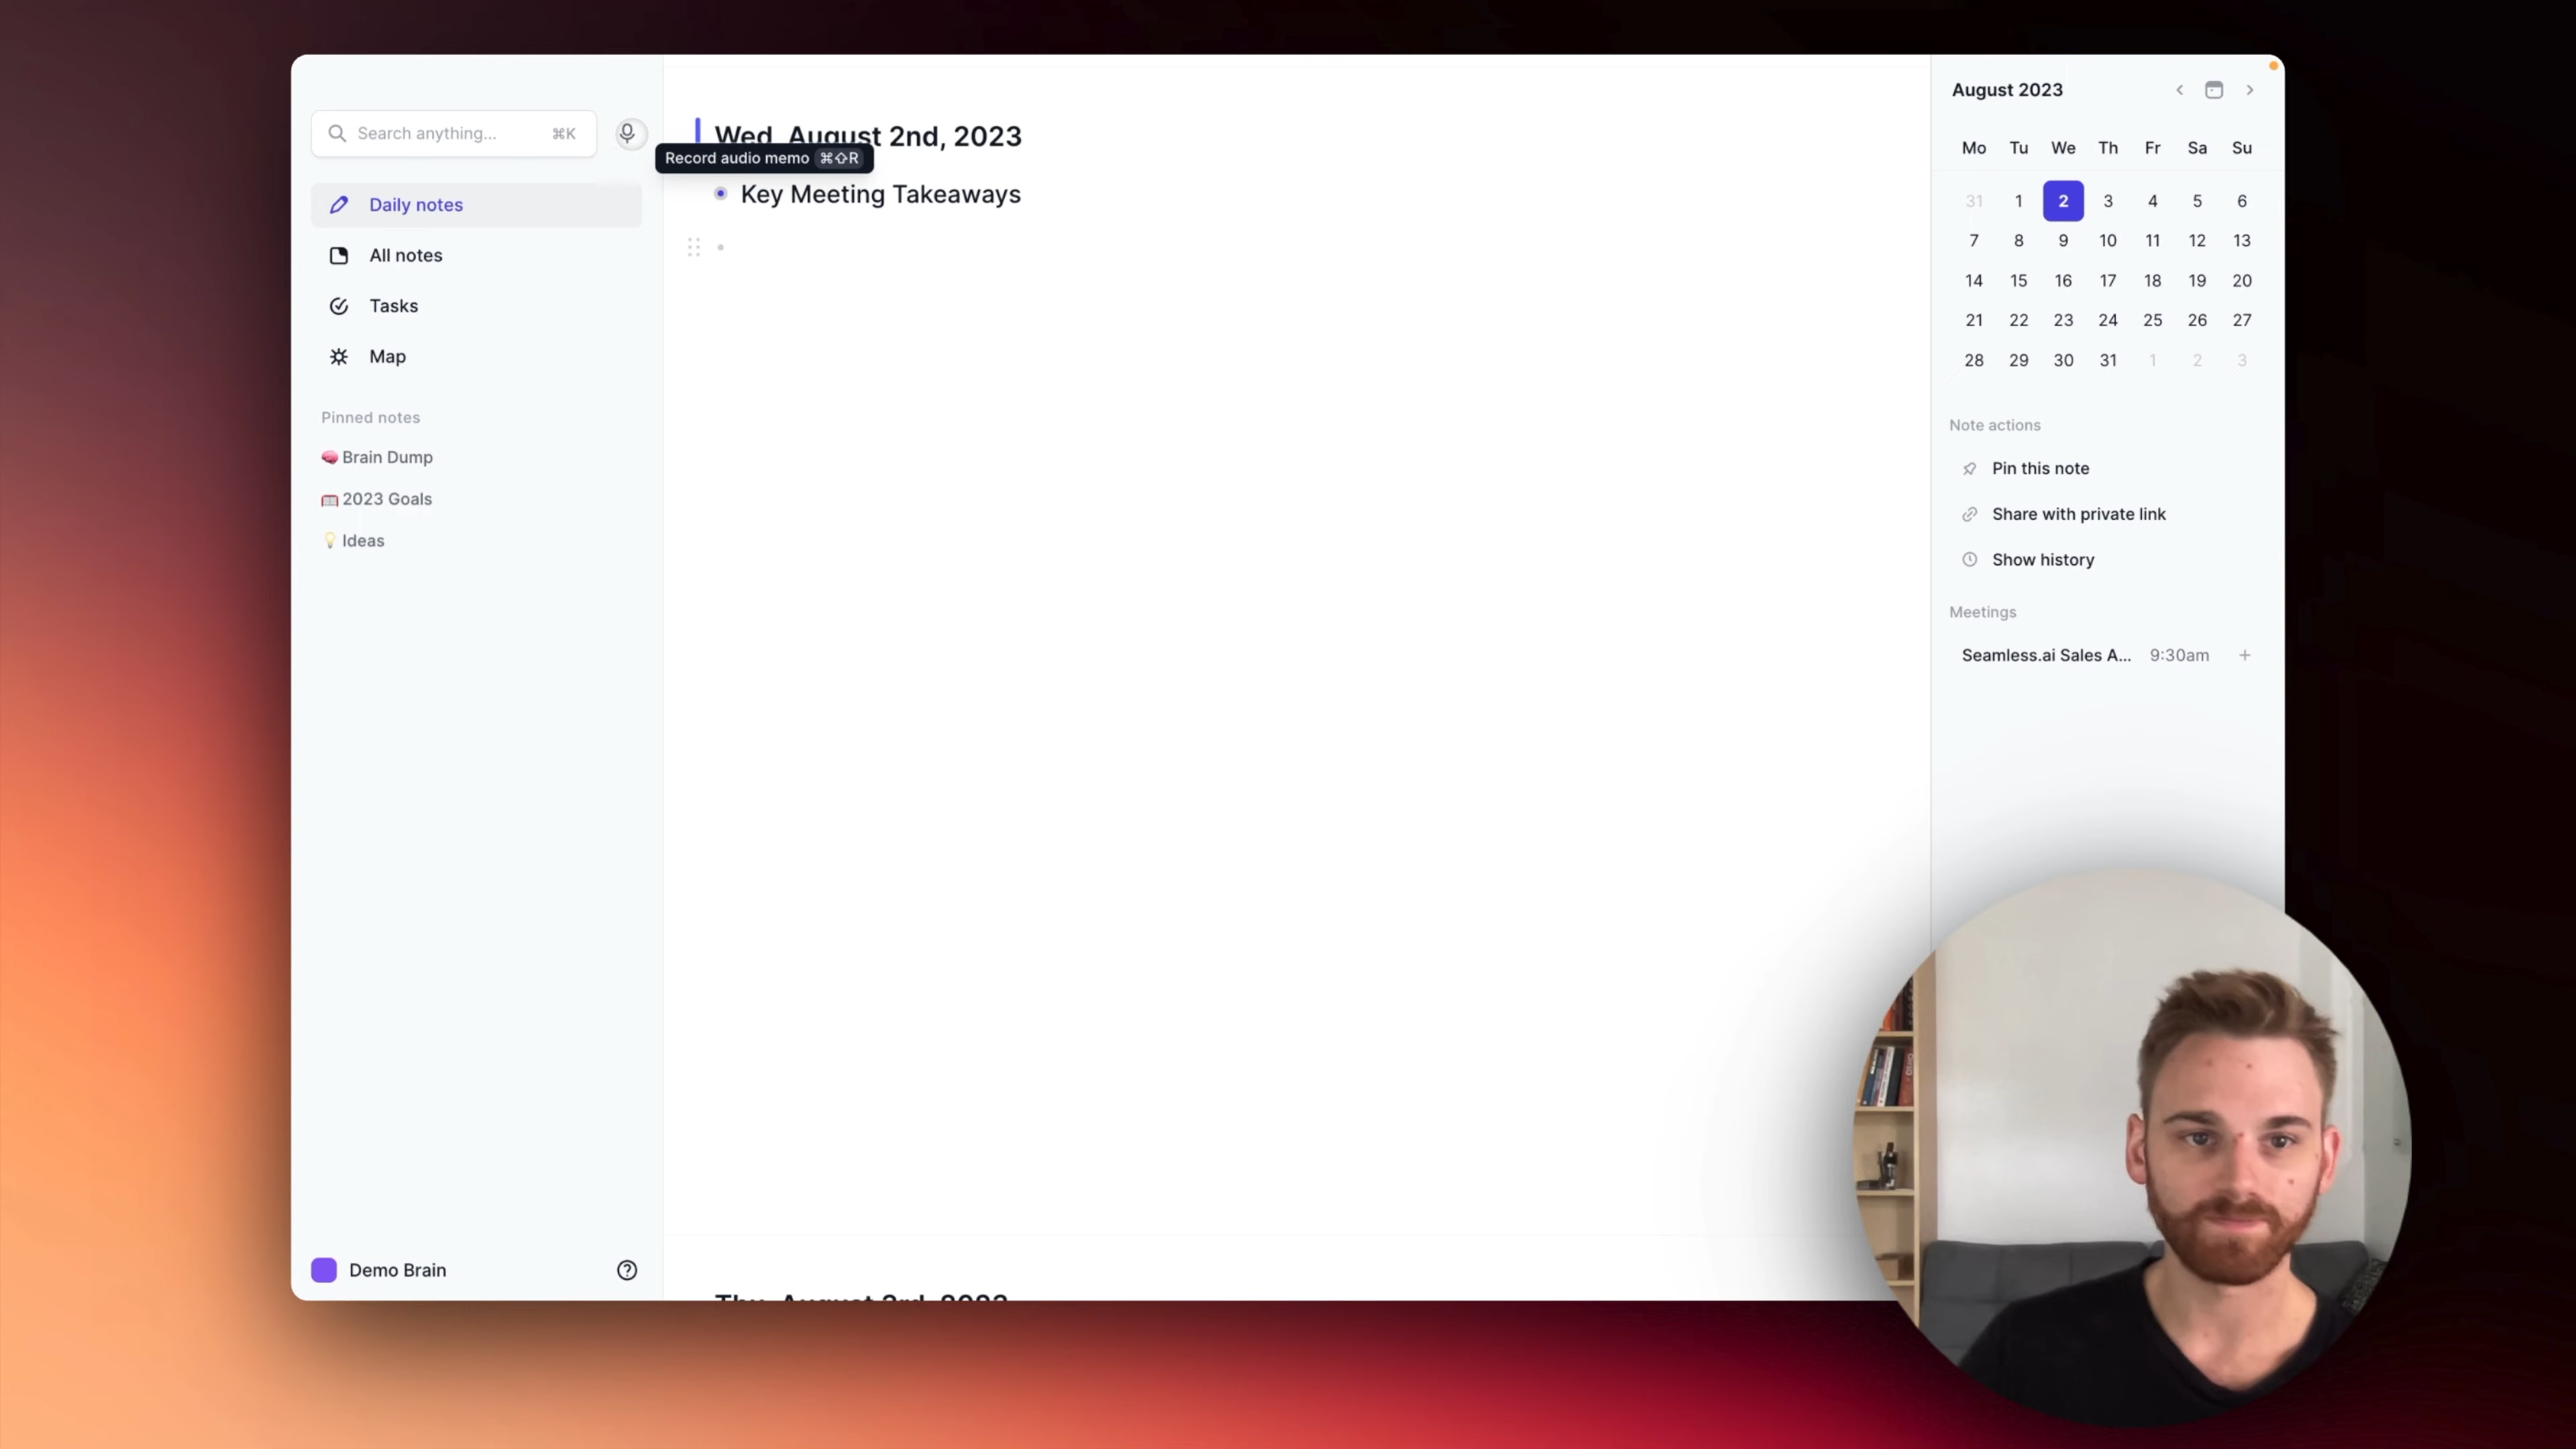 Search anything... ⌘K
Daily notes
All notes
Tasks
Map
Pinned notes
🧠 Brain Dump
🥅 2023 Goals
💡 Ideas
Demo Brain
Wed, August 2nd, 2023
Record audio memo ⌘⇧R
Key Meeting Takeaways
Thu, August 3rd, 2023
August 2023
Mo Tu We Th Fr Sa Su
31 1 2 3 4 5 6
7 8 9 10 11 12 13
14 15 16 17 18 19 20
21 22 23 24 25 26 27
28 29 30 31 1 2 3
Note actions
Pin this note
Share with private link
Show history
Meetings
Seamless.ai Sales A... 9:30am +